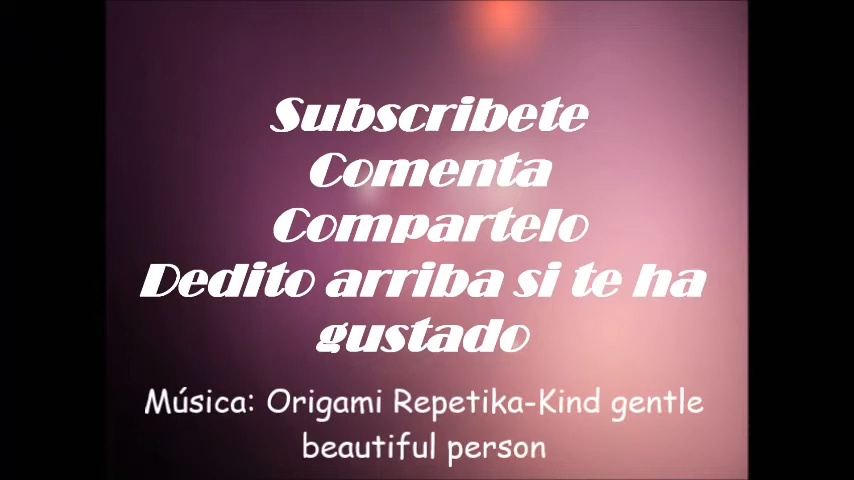 Subscribete
Comenta
Compartelo
Dedito arriba si te ha
gustado
Música: Origami Repetika-Kind gentle
beautiful person